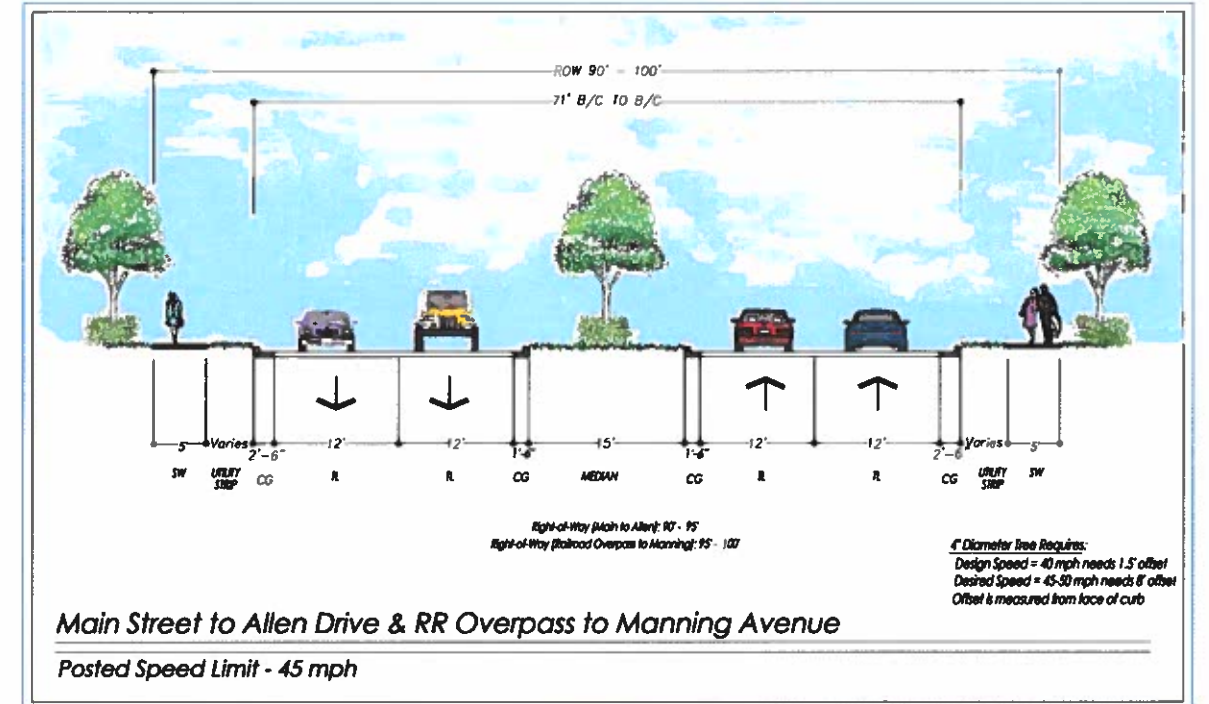 ROW 90' - 100'
71' B/C TO B/C
5' Varies 2'-6" 12' 12' 1'-6" 15' 1'-6" 12' 12' 2'-6 Varies 5'
SW UTILITY STRIP CG TL TL CG MEDIAN CG TL TL CG UTILITY STRIP SW
Right-of-Way (Main to Allen): 90' - 95'
Right-of-Way (Railroad Overpass to Manning): 95' - 100'
4" Diameter Tree Requires:
Design Speed = 40 mph needs 1.5' offset
Desired Speed = 45-50 mph needs 8' offset
Offset is measured from face of curb
Main Street to Allen Drive & RR Overpass to Manning Avenue
Posted Speed Limit - 45 mph